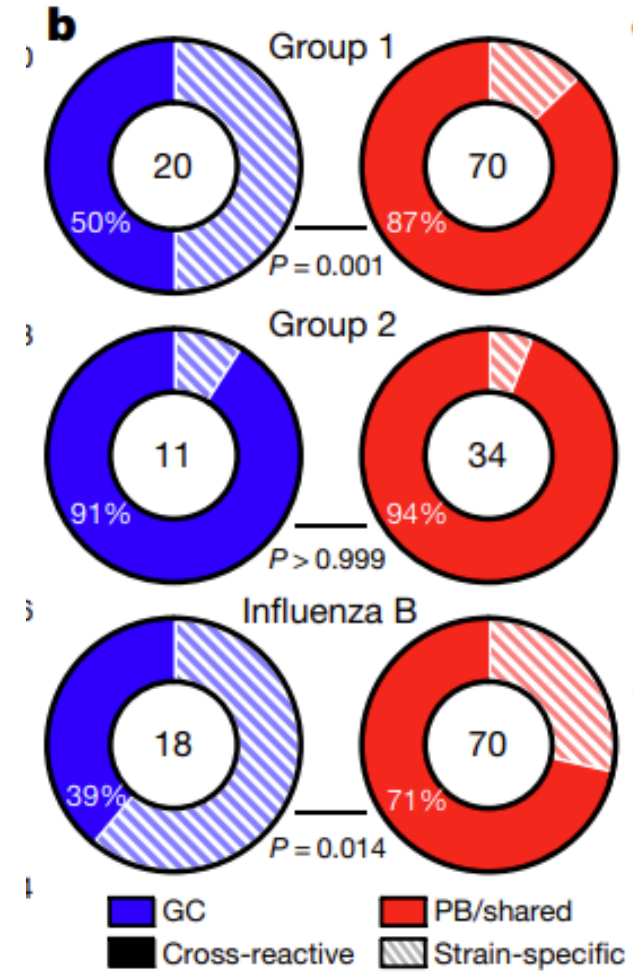 b
Group 1
20
70
50%
87%
P = 0.001
Group 2
11
34
91%
94%
P > 0.999
Influenza B
18
70
39%
71%
P = 0.014
GC
PB/shared
Cross-reactive
Strain-specific